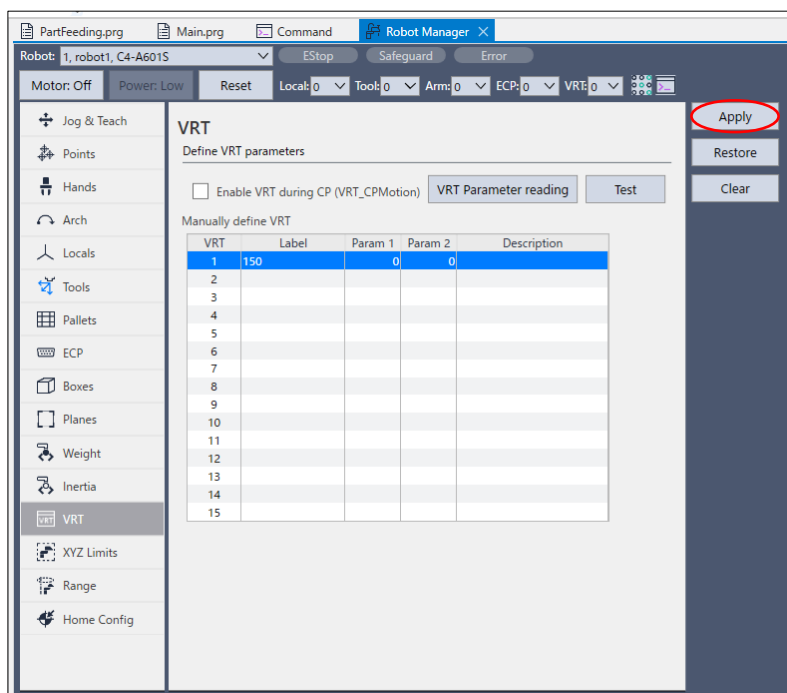 PartFeeding.prg Main.prg Command Robot Manager
Robot: 1, robot1, C4-A601S EStop Safeguard Error
Motor: Off Power: Low Reset Local: 0 Tool: 0 Arm: 0 ECP: 0 VRT: 0
Jog & Teach
Points
Hands
Arch
Locals
Tools
Pallets
ECP
Boxes
Planes
Weight
Inertia
VRT
XYZ Limits
Range
Home Config
VRT
Define VRT parameters
Enable VRT during CP (VRT_CPMotion) VRT Parameter reading Test
Manually define VRT
VRT Label Param 1 Param 2 Description
1 150 0 0
2
3
4
5
6
7
8
9
10
11
12
13
14
15
Apply
Restore
Clear